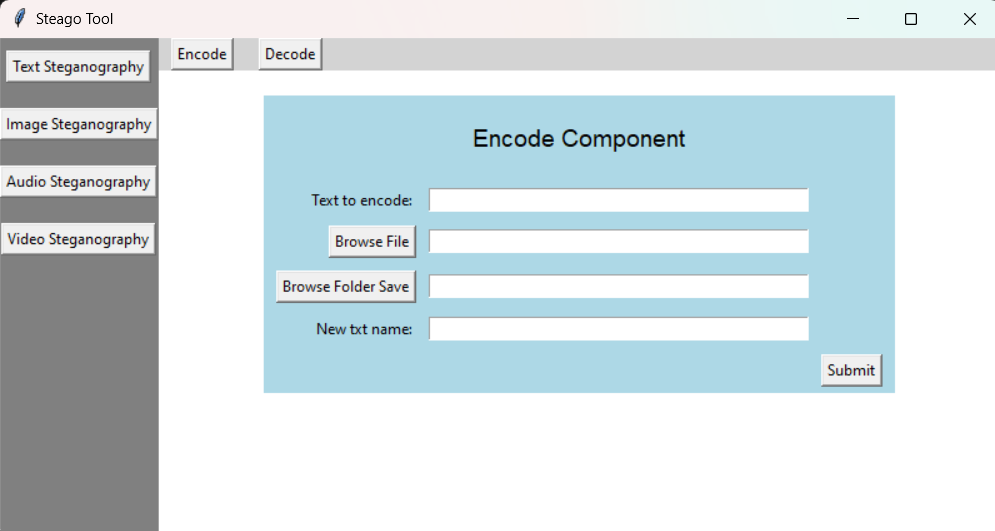 Steago Tool
Encode
Decode
Text Steganography
Image Steganography
Audio Steganography
Video Steganography
Encode Component
Text to encode:
Browse File
Browse Folder Save
New txt name:
Submit